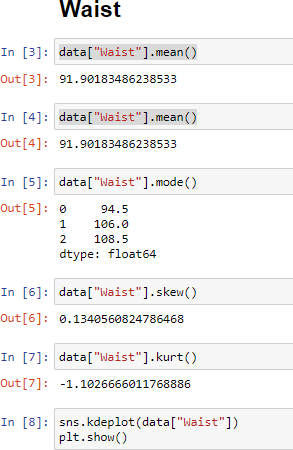 Waist
In [3]: data["Waist"].mean()
Out[3]: 91.90183486238533
In [4]: data["Waist"].mean()
Out[4]: 91.90183486238533
In [5]: data["Waist"].mode()
Out[5]: 0     94.5
1    106.0
2    108.5
dtype: float64
In [6]: data["Waist"].skew()
Out[6]: 0.1340560824786468
In [7]: data["Waist"].kurt()
Out[7]: -1.1026666011768886
In [8]: sns.kdeplot(data["Waist"])
plt.show()